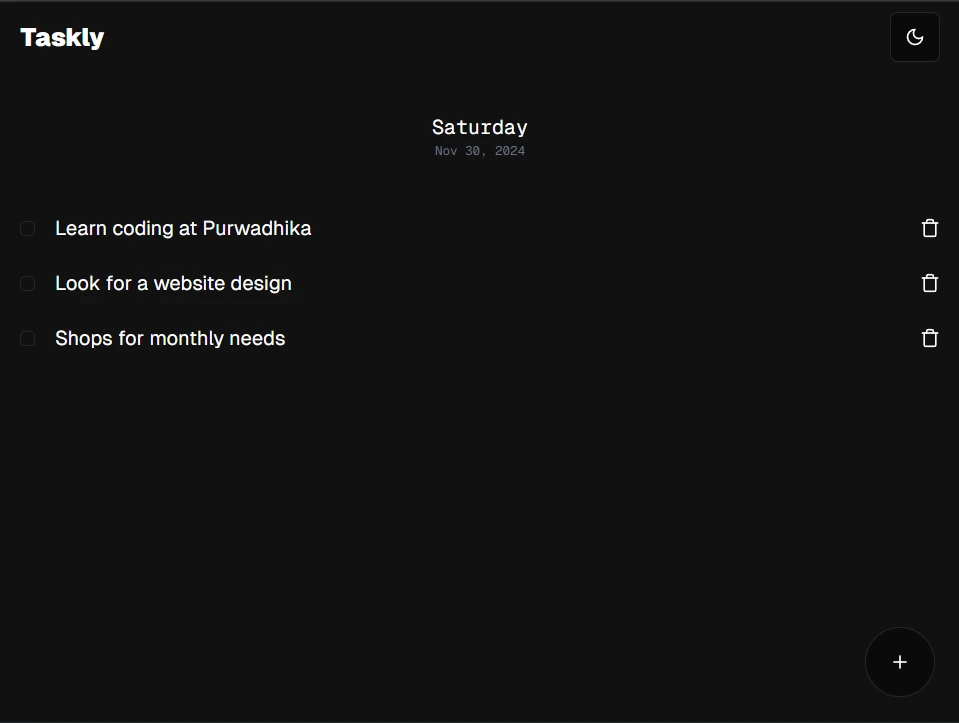 Taskly
Saturday
Nov 30, 2024
Learn coding at Purwadhika
Look for a website design
Shops for monthly needs